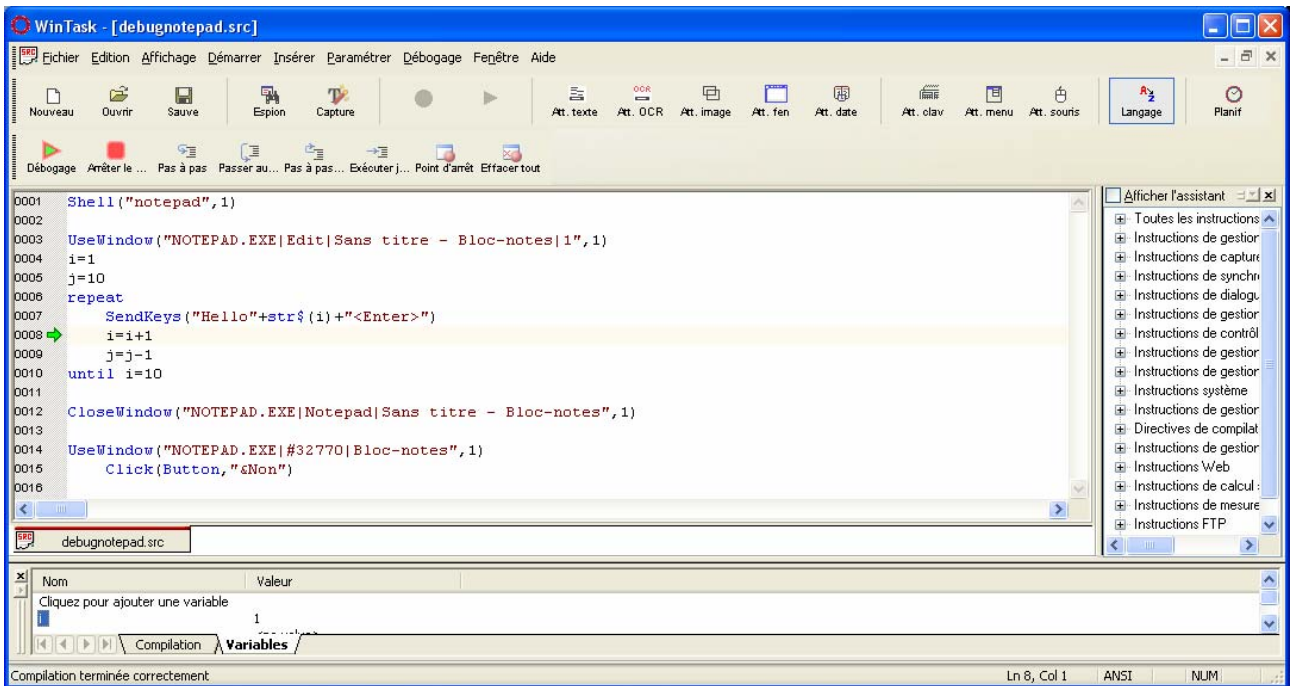 WinTask - [debugnotepad.src]
Fichier Edition Affichage Démarrer Insérer Paramétrer Débogage Fenêtre Aide
Nouveau Ouvrir Sauve Espion Capture Att. texte Att. OCR Att. image Att. fen Att. date Att. clav Att. menu Att. souris Langage Planif
Débogage Arrêter le ... Pas à pas Passer au... Pas à pas... Exécuter j... Point d'arrêt Effacer tout
0001 Shell("notepad",1)
0002
0003 UseWindow("NOTEPAD.EXE|Edit|Sans titre - Bloc-notes|1",1)
0004 i=1
0005 j=10
0006 repeat
0007 SendKeys("Hello"+str$(i)+"<Enter>")
0008 i=i+1
0009 j=j-1
0010 until i=10
0011
0012 CloseWindow("NOTEPAD.EXE|Notepad|Sans titre - Bloc-notes",1)
0013
0014 UseWindow("NOTEPAD.EXE|#32770|Bloc-notes",1)
0015 Click(Button,"&Non")
0016
debugnotepad.src
Afficher l'assistant
Toutes les instructions
Instructions de gestion
Instructions de capture
Instructions de synchr
Instructions de dialogu
Instructions de gestion
Instructions de contrôl
Instructions de gestion
Instructions de gestion
Instructions système
Instructions de gestion
Directives de compilat
Instructions de gestion
Instructions Web
Instructions de calcul
Instructions de mesure
Instructions FTP
Nom Valeur
Cliquez pour ajouter une variable
i 1
Compilation Variables
Compilation terminée correctement Ln 8, Col 1 ANSI NUM